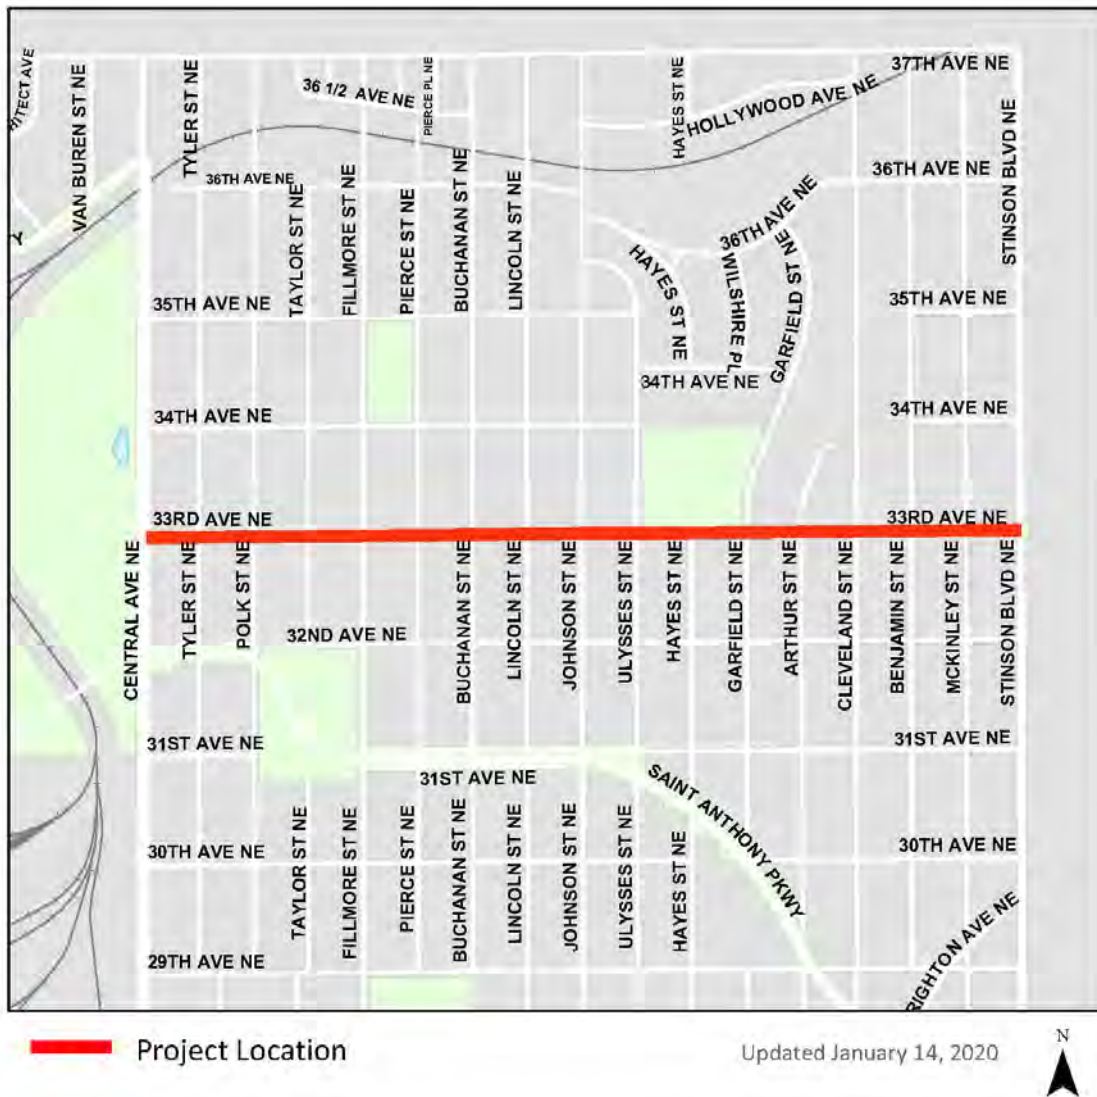 37TH AVE NE
HITECT AVE
VAN BUREN ST NE
TYLER ST NE
36 1/2 AVE NE
PIERCE PL NE
HAYES ST NE
HOLLYWOOD AVE NE
STINSON BLVD NE
36TH AVE NE
36TH AVE NE
Y
TAYLOR ST NE
FILLMORE ST NE
PIERCE ST NE
BUCHANAN ST NE
LINCOLN ST NE
36TH AVE NE
HAYES ST NE
WILSHIRE PL
GARFIELD ST NE
35TH AVE NE
35TH AVE NE
34TH AVE NE
34TH AVE NE
34TH AVE NE
33RD AVE NE
33RD AVE NE
CENTRAL AVE NE
TYLER ST NE
POLK ST NE
32ND AVE NE
BUCHANAN ST NE
LINCOLN ST NE
JOHNSON ST NE
ULYSSES ST NE
HAYES ST NE
GARFIELD ST NE
ARTHUR ST NE
CLEVELAND ST NE
BENJAMIN ST NE
MCKINLEY ST NE
STINSON BLVD NE
31ST AVE NE
31ST AVE NE
31ST AVE NE
SAINT ANTHONY PKWY
TAYLOR ST NE
FILLMORE ST NE
PIERCE ST NE
BUCHANAN ST NE
LINCOLN ST NE
JOHNSON ST NE
ULYSSES ST NE
HAYES ST NE
30TH AVE NE
30TH AVE NE
29TH AVE NE
RIGHTON AVE NE
Project Location
Updated January 14, 2020
N